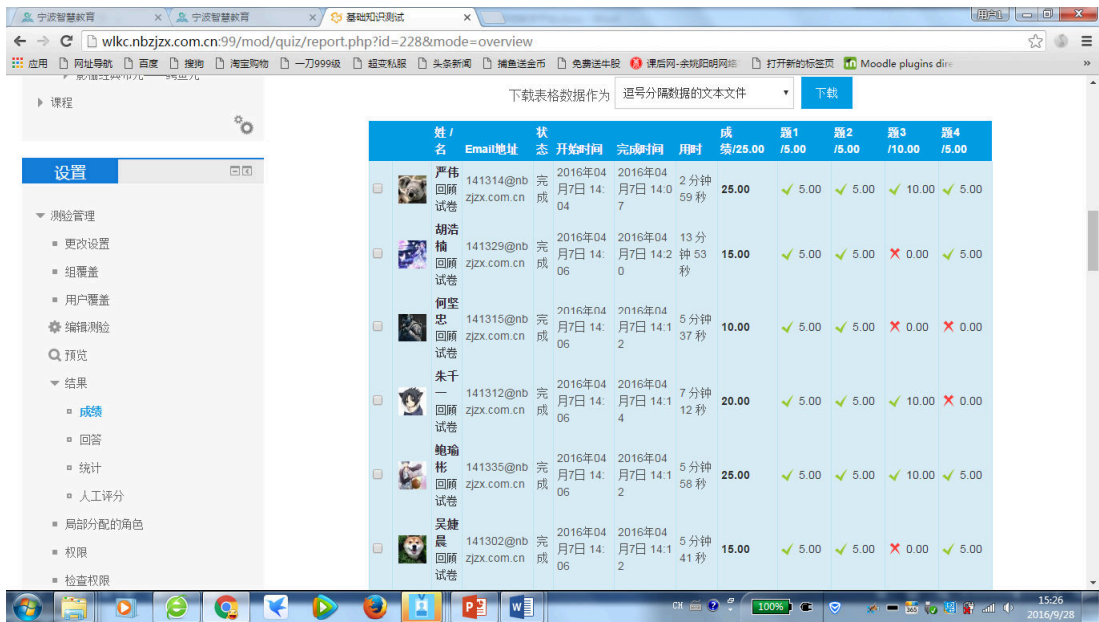 宁波智慧教育
宁波智慧教育
基础知识测试
用户1
wlkc.nbzjzx.com.cn:99/mod/quiz/report.php?id=228&mode=overview
应用 网址导航 百度 搜狗 淘宝购物 一刀999级 超变私服 头条新闻 捕鱼送金币 免费送牛股 课后网-余姚阳明网络 打开新的标签页 Moodle plugins dire
课程
设置
测验管理
更改设置
组覆盖
用户覆盖
编辑测验
预览
结果
成绩
回答
统计
人工评分
局部分配的角色
权限
检查权限
下载表格数据作为 逗号分隔数据的文本文件 下载
姓 / 状 成 题1 题2 题3 题4
名 Email地址 态 开始时间 完成时间 用时 绩/25.00 /5.00 /5.00 /10.00 /5.00
严伟 2016年04 2016年04
141314@nb 完 2分钟
回顾 zjzx.com.cn 成 月7日 14: 月7日 14:0 59 秒 25.00 5.00 5.00 10.00 5.00
试卷 04 7
胡浩
楠 141329@nb 完 2016年04 2016年04 13 分
回顾 zjzx.com.cn 成 月7日 14: 月7日 14:2 钟 53 15.00 5.00 5.00 0.00 5.00
试卷 06 0 秒
何坚
忠 141315@nb 完 2016年04 2016年04 5 分钟
回顾 zjzx.com.cn 成 月7日 14: 月7日 14:1 37 秒 10.00 5.00 5.00 0.00 0.00
试卷 06 2
朱千
一 141312@nb 完 2016年04 2016年04 7 分钟
回顾 zjzx.com.cn 成 月7日 14: 月7日 14:1 12 秒 20.00 5.00 5.00 10.00 0.00
试卷 06 4
鲍瑜
彬 141335@nb 完 2016年04 2016年04 5 分钟
回顾 zjzx.com.cn 成 月7日 14: 月7日 14:1 58 秒 25.00 5.00 5.00 10.00 5.00
试卷 06 2
吴婕
晨 141302@nb 完 2016年04 2016年04 5 分钟
回顾 zjzx.com.cn 成 月7日 14: 月7日 14:1 41 秒 15.00 5.00 5.00 0.00 5.00
试卷 06 2
CH 100% 15:26
2016/9/28